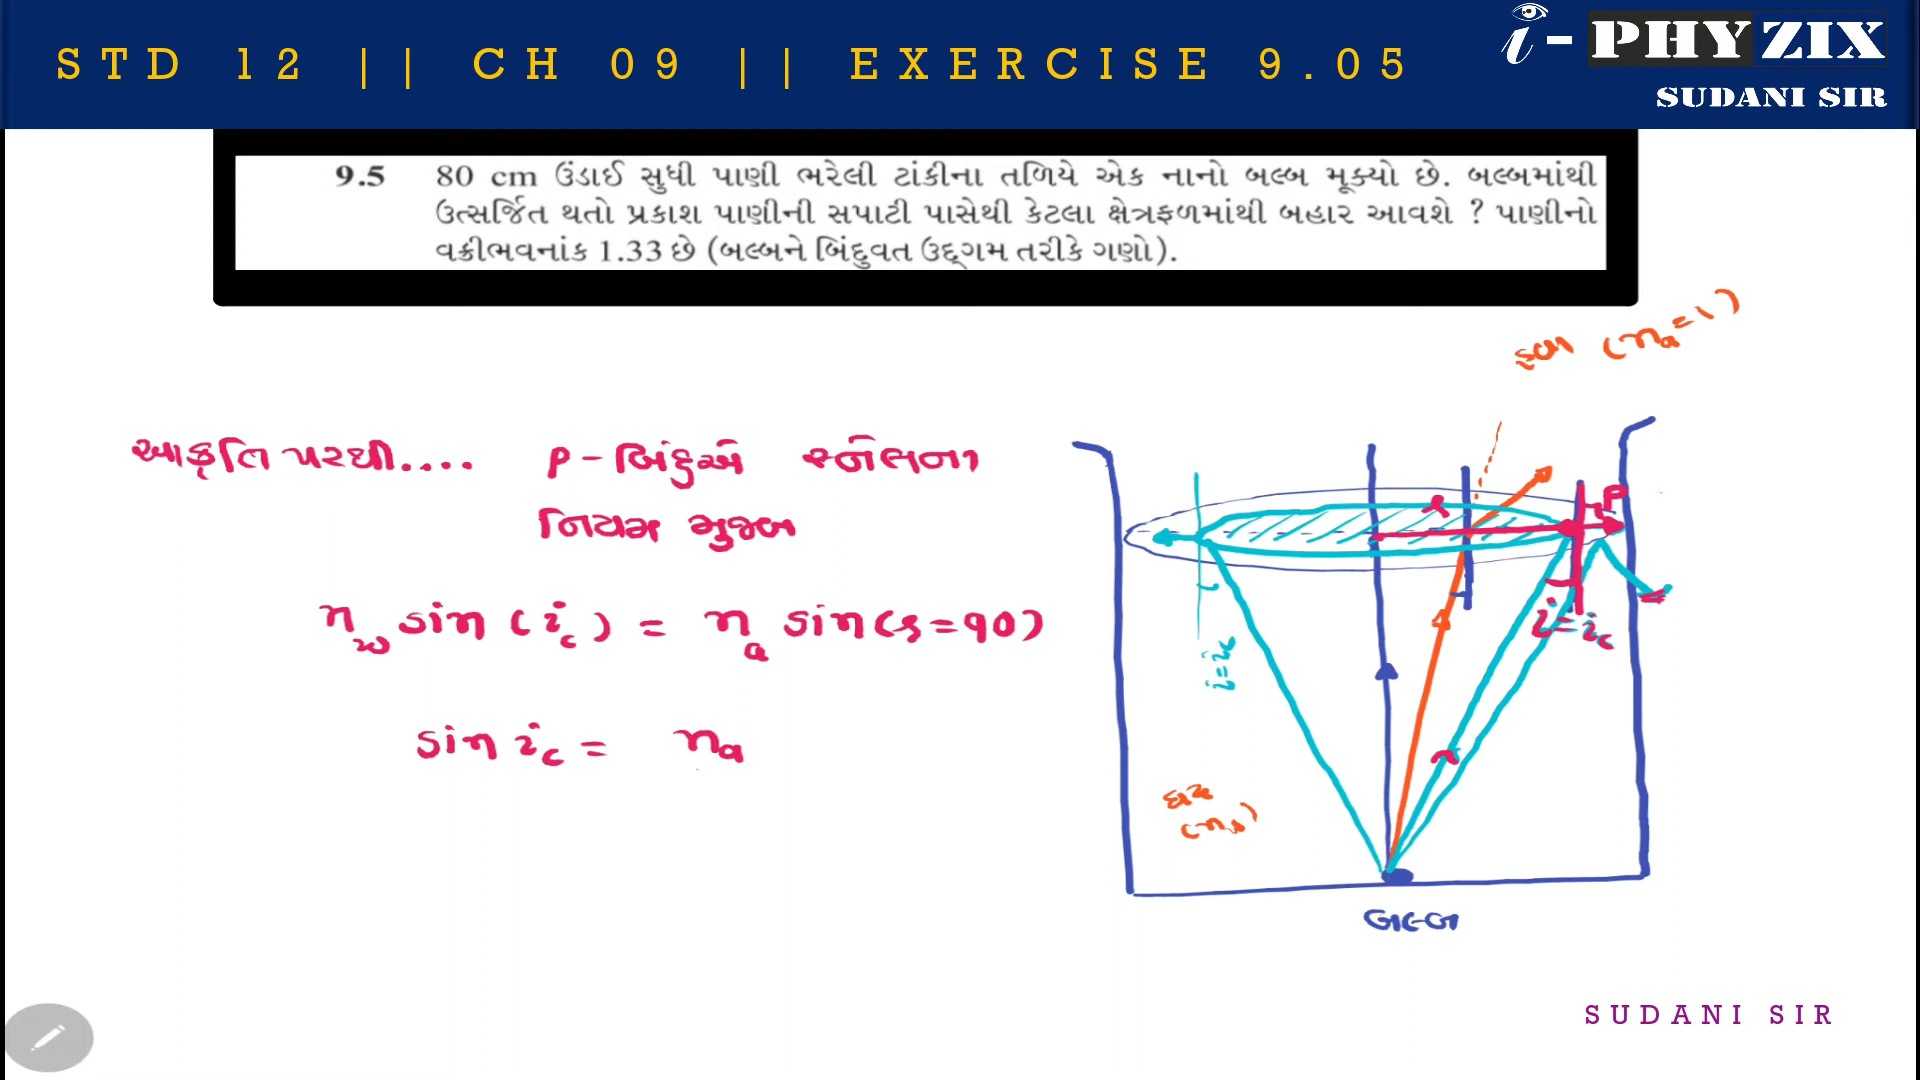 STD 12 || CH 09 || EXERCISE 9.05
i-PHYZIX
SUDANI SIR
9.5 80 cm ઉંડાઈ સુધી પાણી ભરેલી ટાંકીના તળિયે એક નાનો બલ્બ મૂક્યો છે. બલ્બમાંથી
ઉત્સર્જિત થતો પ્રકાશ પાણીની સપાટી પાસેથી કેટલા ક્ષેત્રફળમાંથી બહાર આવશે ? પાણીનો
વક્રીભવનાંક 1.33 છે (બલ્બને બિંદુવત ઉદ્ગમ તરીકે ગણો).
હવા (na=1)
આકૃતિ પરથી.... P-બિંદુએ સ્નેલના
નિયમ મુજબ
nw sin(ic) = na sin(r=90)
sin ic = na
r
P
i=ic
i=ic
બલ્બ
SUDANI SIR